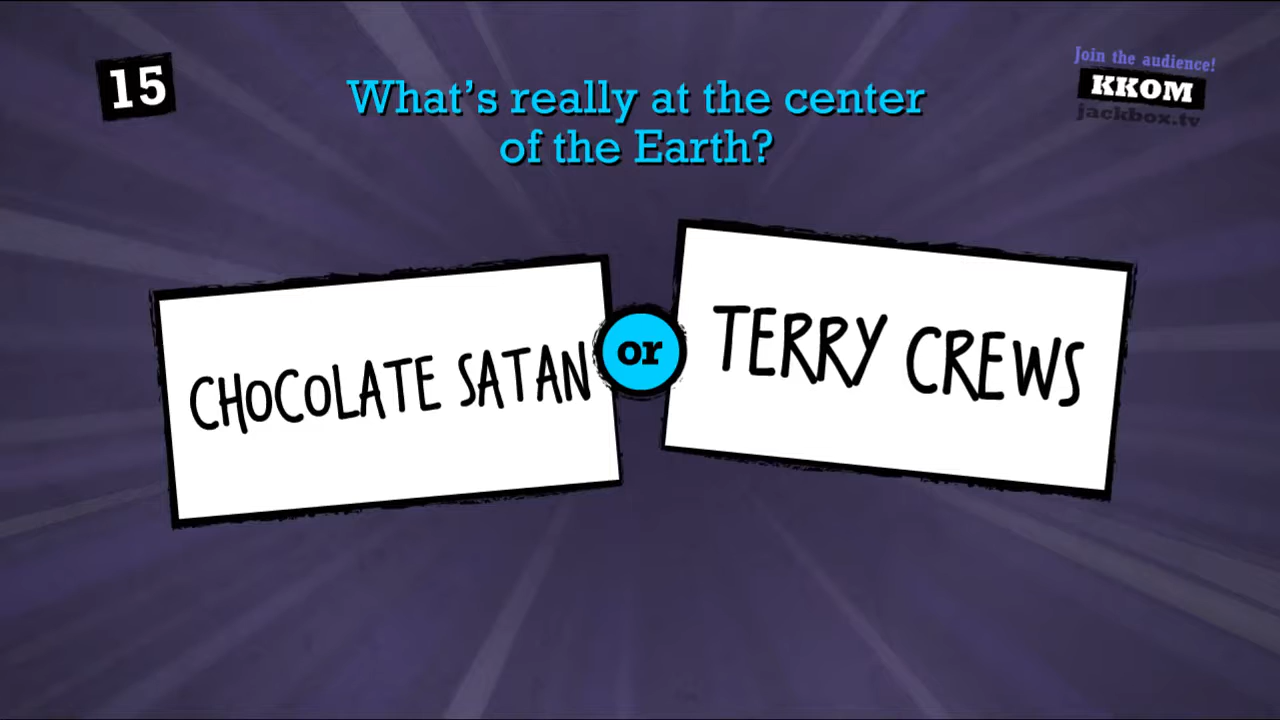 15
What's really at the center
of the Earth?
Join the audience!
KKOM
jackbox.tv
CHOCOLATE SATAN
or
TERRY CREWS